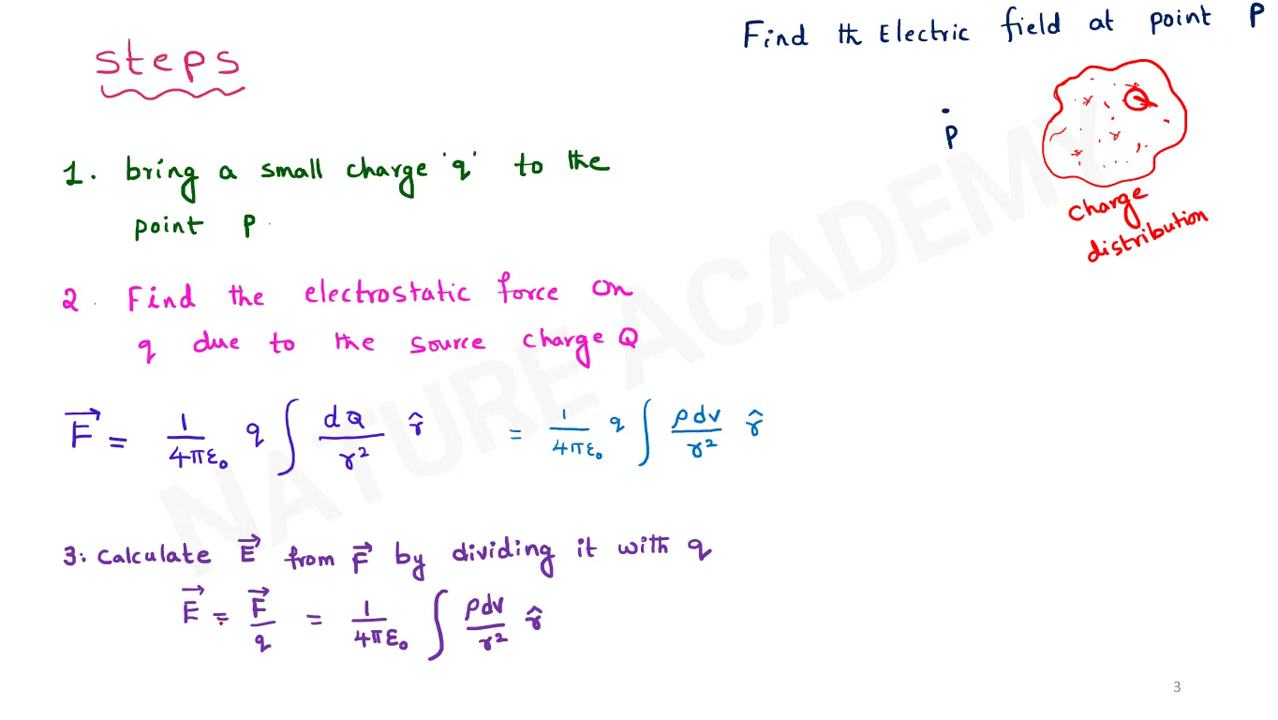 Find th Electric field at point P
steps
P
Q
charge
distribution
1. bring a small charge 'q' to the
point P
2. Find the electrostatic force on
q due to the source charge Q
F⃗ = 1/4πε₀ q ∫ dQ/r² r̂ = 1/4πε₀ q ∫ ρdv/r² r̂
3: Calculate E⃗ from F⃗ by dividing it with q
E⃗ = F⃗/q = 1/4πε₀ ∫ ρdv/r² r̂
NATURE ACADEMY
3